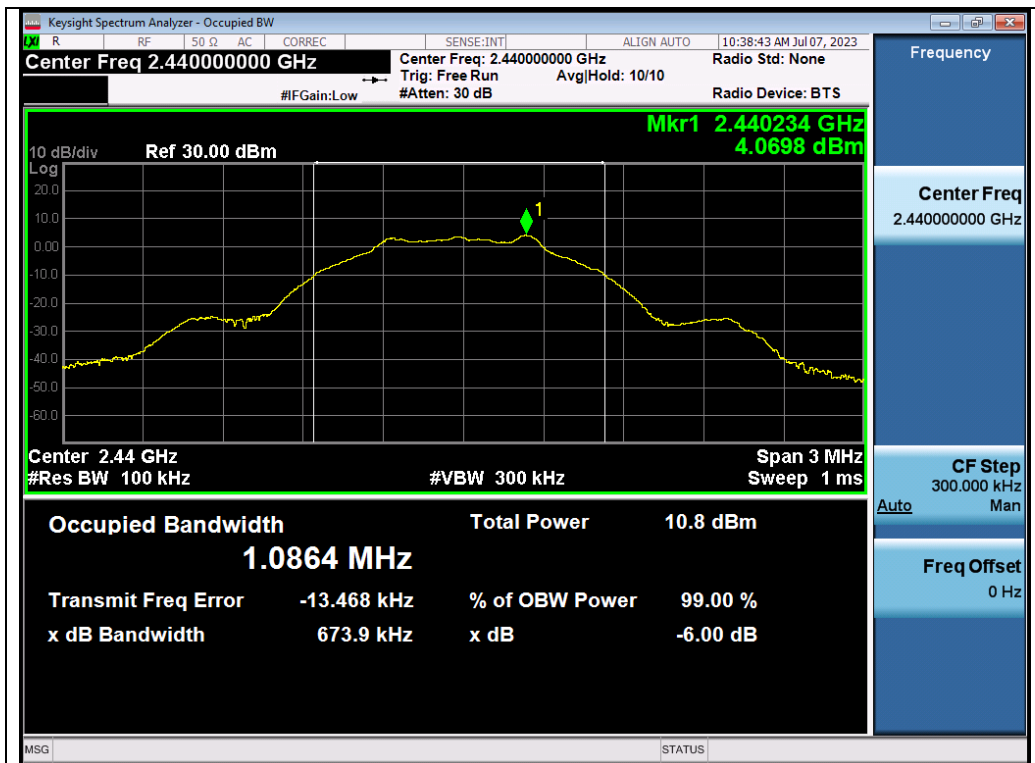 Keysight Spectrum Analyzer - Occupied BW
LXI R RF 50 Ω AC CORREC SENSE:INT ALIGN AUTO 10:38:43 AM Jul 07, 2023
Center Freq 2.440000000 GHz
Center Freq: 2.440000000 GHz
Radio Std: None
Trig: Free Run Avg|Hold: 10/10
#IFGain:Low
#Atten: 30 dB
Radio Device: BTS
Frequency
Mkr1 2.440234 GHz
4.0698 dBm
10 dB/div Ref 30.00 dBm
Log
20.0
10.0
0.00
-10.0
-20.0
-30.0
-40.0
-50.0
-60.0
1
Center 2.44 GHz Span 3 MHz
#Res BW 100 kHz #VBW 300 kHz Sweep 1 ms
Center Freq
2.440000000 GHz
CF Step
300.000 kHz
Auto Man
Freq Offset
0 Hz
Occupied Bandwidth Total Power 10.8 dBm
1.0864 MHz
Transmit Freq Error -13.468 kHz % of OBW Power 99.00 %
x dB Bandwidth 673.9 kHz x dB -6.00 dB
MSG STATUS